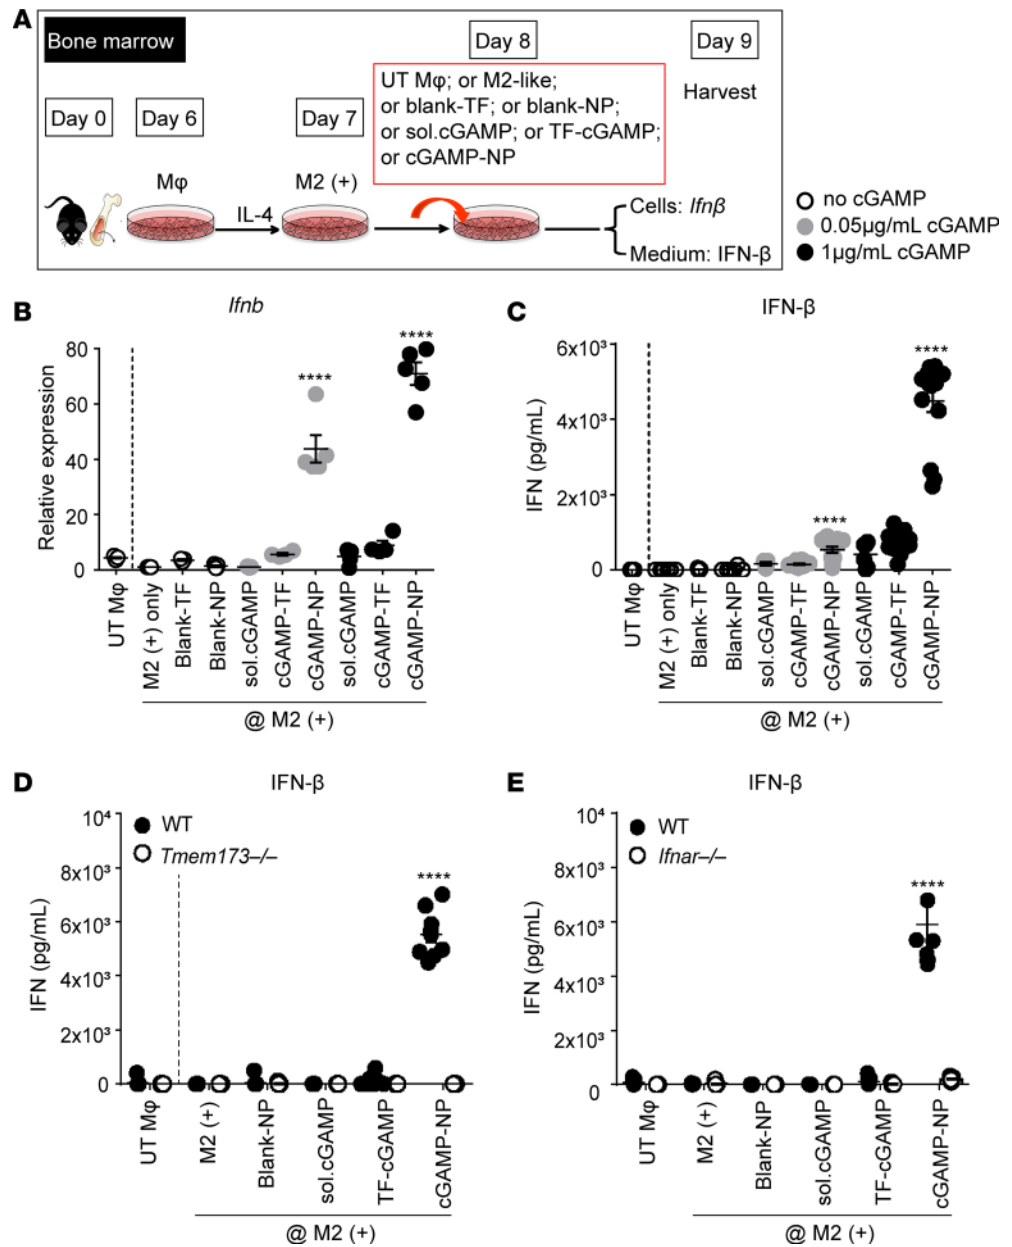 A
Bone marrow
Day 8
Day 9
UT Mφ; or M2-like;
or blank-TF; or blank-NP;
or sol.cGAMP; or TF-cGAMP;
or cGAMP-NP
Harvest
Day 0
Day 6
Day 7
Mφ
M2 (+)
IL-4
Cells: Ifnβ
Medium: IFN-β
no cGAMP
0.05µg/mL cGAMP
1µg/mL cGAMP
B
Ifnb
Relative expression
80
60
40
20
0
****
****
UT Mφ
M2 (+) only
Blank-TF
Blank-NP
sol.cGAMP
cGAMP-TF
cGAMP-NP
sol.cGAMP
cGAMP-TF
cGAMP-NP
@ M2 (+)
C
IFN-β
IFN (pg/mL)
6x10³
4x10³
2x10³
0
****
****
UT Mφ
M2 (+) only
Blank-TF
Blank-NP
sol.cGAMP
cGAMP-TF
cGAMP-NP
sol.cGAMP
cGAMP-TF
cGAMP-NP
@ M2 (+)
D
IFN-β
IFN (pg/mL)
10⁴
8x10³
6x10³
4x10³
2x10³
0
WT
Tmem173–/–
****
UT Mφ
M2 (+)
Blank-NP
sol.cGAMP
TF-cGAMP
cGAMP-NP
@ M2 (+)
E
IFN-β
IFN (pg/mL)
10⁴
8x10³
6x10³
4x10³
2x10³
0
WT
Ifnar–/–
****
UT Mφ
M2 (+)
Blank-NP
sol.cGAMP
TF-cGAMP
cGAMP-NP
@ M2 (+)